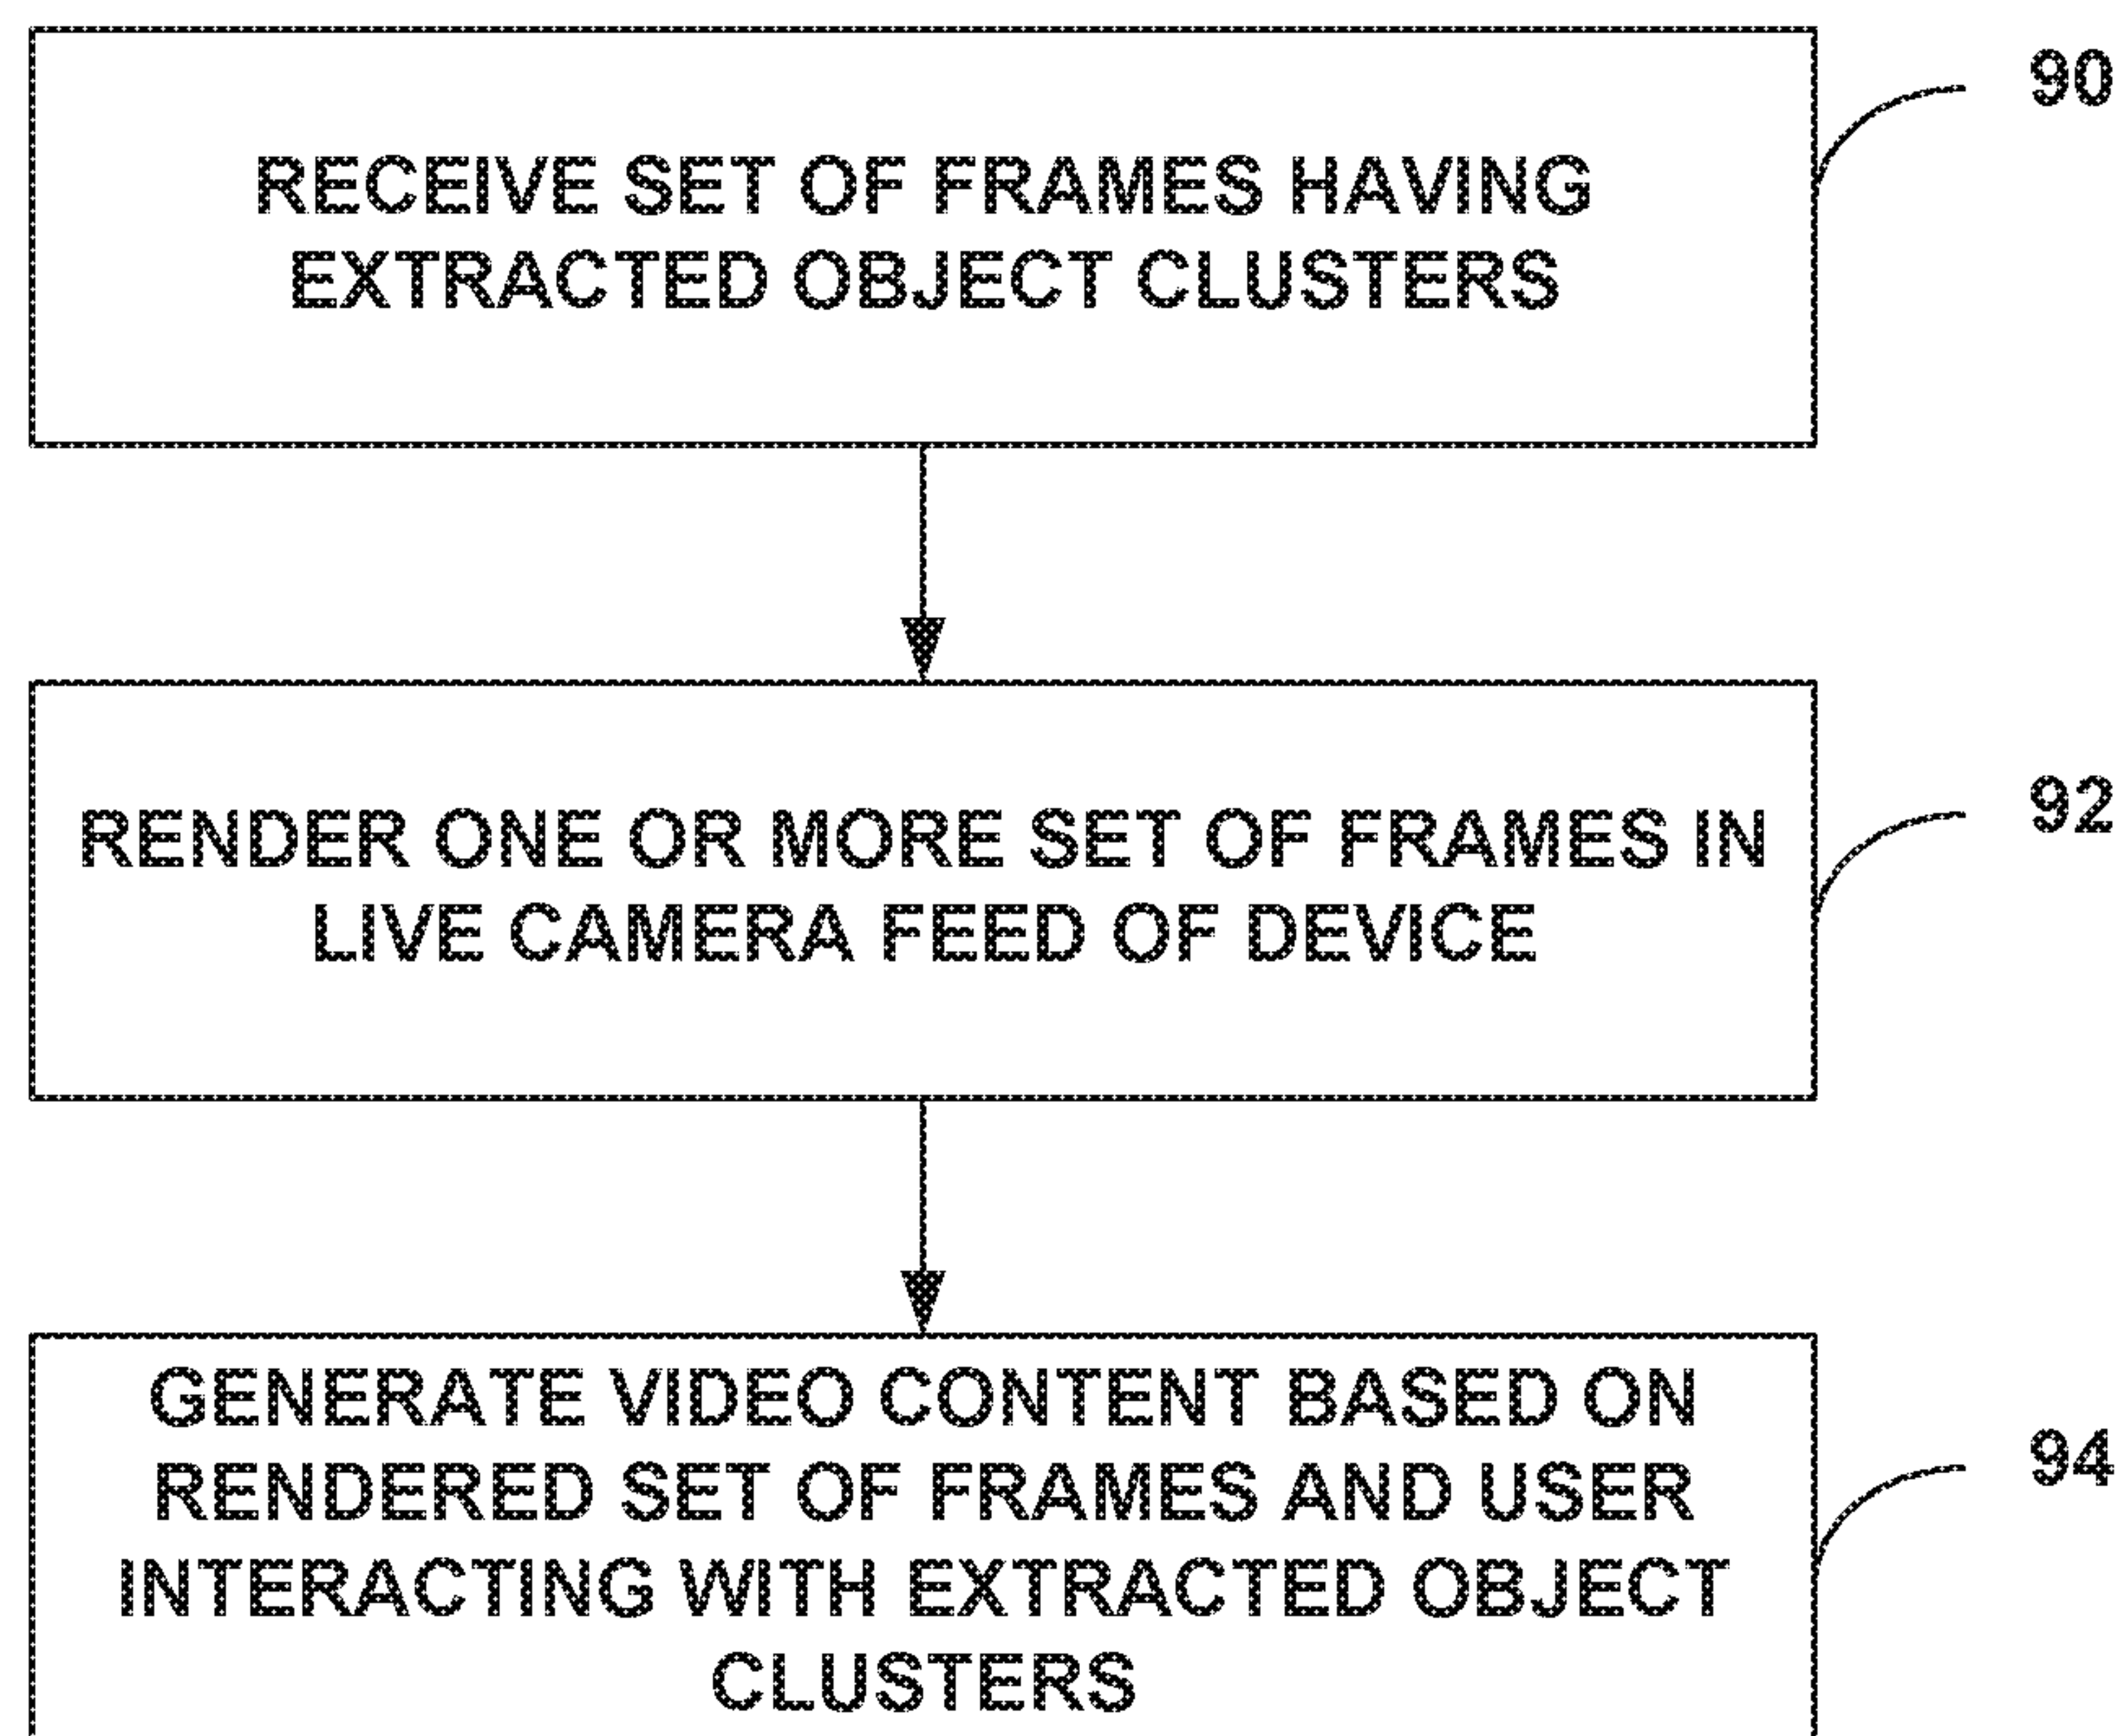 90
RECEIVE SET OF FRAMES HAVING
EXTRACTED OBJECT CLUSTERS
92
RENDER ONE OR MORE SET OF FRAMES IN
LIVE CAMERA FEED OF DEVICE
94
GENERATE VIDEO CONTENT BASED ON
RENDERED SET OF FRAMES AND USER
INTERACTING WITH EXTRACTED OBJECT
CLUSTERS